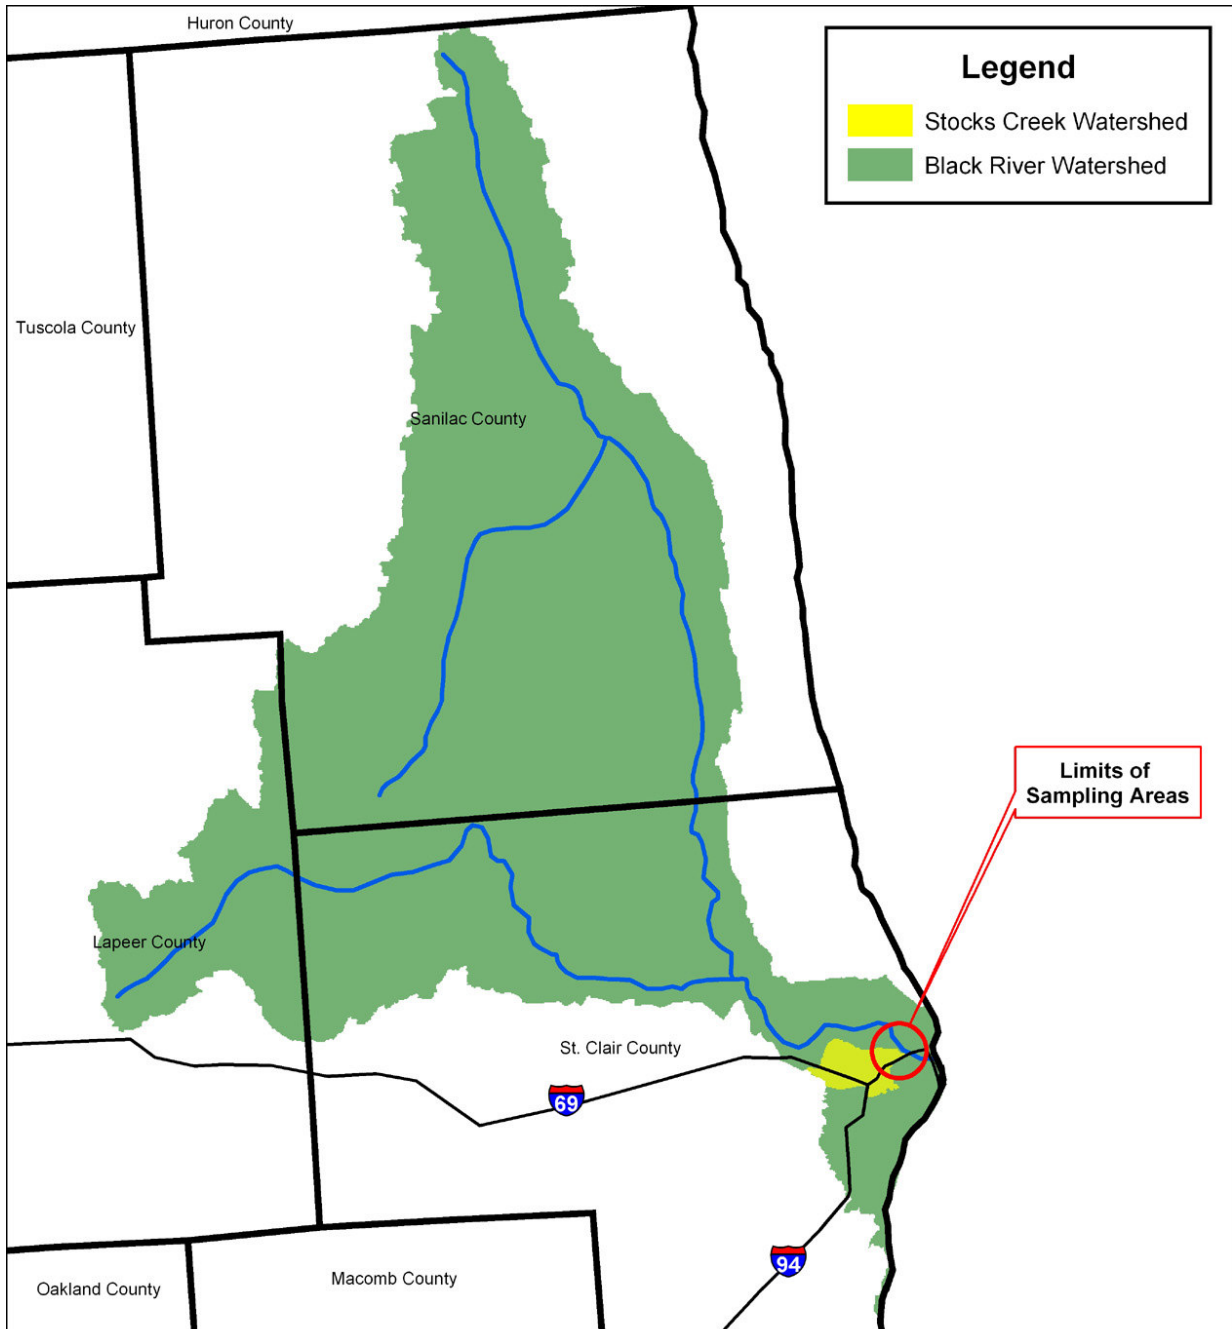 Huron County
Legend
Stocks Creek Watershed
Black River Watershed
Tuscola County
Sanilac County
Limits of
Sampling Areas
Lapeer County
St. Clair County
69
94
Macomb County
Oakland County